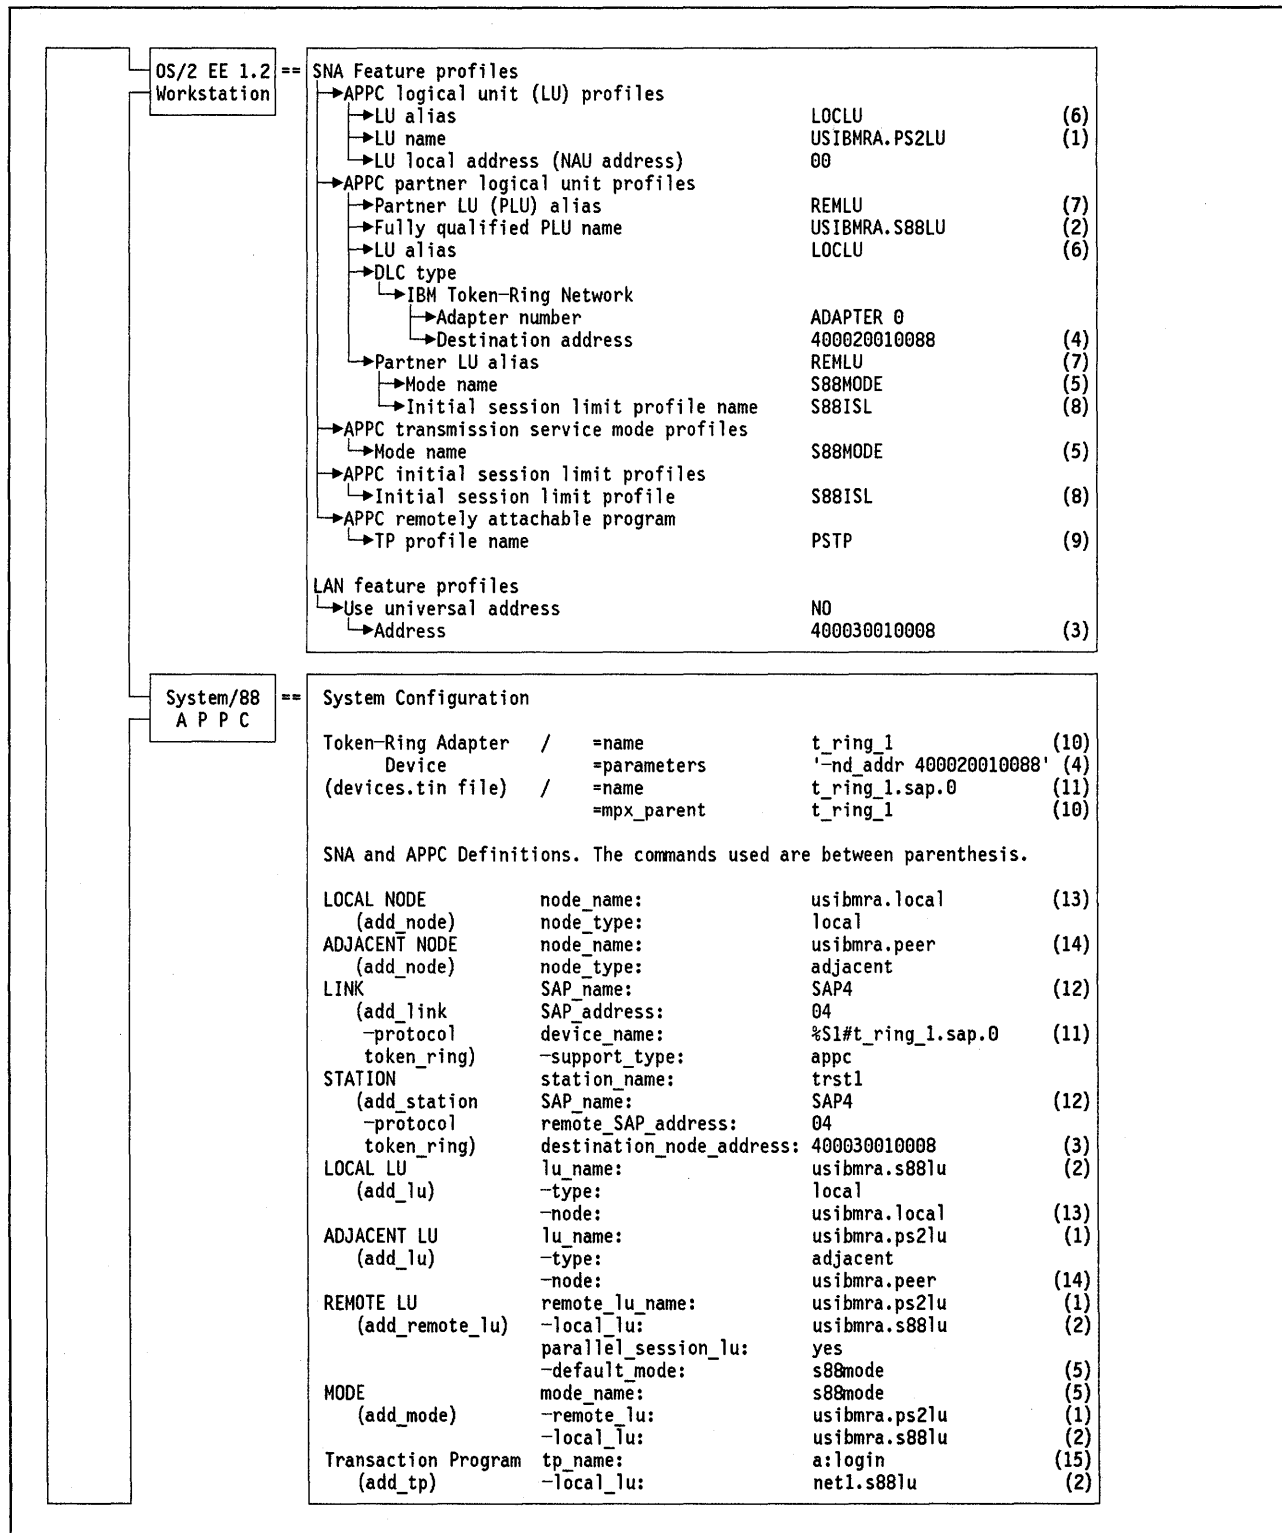 OS/2 EE 1.2 == SNA Feature profiles
Workstation APPC logical unit (LU) profiles
LU alias LOCLU (6)
LU name USIBMRA.PS2LU (1)
LU local address (NAU address) 00
APPC partner logical unit profiles
Partner LU (PLU) alias REMLU (7)
Fully qualified PLU name USIBMRA.S88LU (2)
LU alias LOCLU (6)
DLC type
IBM Token-Ring Network
Adapter number ADAPTER 0
Destination address 400020010088 (4)
Partner LU alias REMLU (7)
Mode name S88MODE (5)
Initial session limit profile name S88ISL (8)
APPC transmission service mode profiles
Mode name S88MODE (5)
APPC initial session limit profiles
Initial session limit profile S88ISL (8)
APPC remotely attachable program
TP profile name PSTP (9)
LAN feature profiles
Use universal address NO
Address 400030010008 (3)
System/88 == System Configuration
A P P C
Token-Ring Adapter / =name t_ring_1 (10)
Device =parameters '-nd_addr 400020010088' (4)
(devices.tin file) / =name t_ring_1.sap.0 (11)
=mpx_parent t_ring_1 (10)
SNA and APPC Definitions. The commands used are between parenthesis.
LOCAL NODE node_name: usibmra.local (13)
(add_node) node_type: local
ADJACENT NODE node_name: usibmra.peer (14)
(add_node) node_type: adjacent
LINK SAP_name: SAP4 (12)
(add_link SAP_address: 04
-protocol device_name: %S1#t_ring_1.sap.0 (11)
token_ring) -support_type: appc
STATION station_name: trst1
(add_station SAP_name: SAP4 (12)
-protocol remote_SAP_address: 04
token_ring) destination_node_address: 400030010008 (3)
LOCAL LU lu_name: usibmra.s88lu (2)
(add_lu) -type: local
-node: usibmra.local (13)
ADJACENT LU lu_name: usibmra.ps2lu (1)
(add_lu) -type: adjacent
-node: usibmra.peer (14)
REMOTE LU remote_lu_name: usibmra.ps2lu (1)
(add_remote_lu) -local_lu: usibmra.s88lu (2)
parallel_session_lu: yes
-default_mode: s88mode (5)
MODE mode_name: s88mode (5)
(add_mode) -remote_lu: usibmra.ps2lu (1)
-local_lu: usibmra.s88lu (2)
Transaction Program tp_name: a:login (15)
(add_tp) -local_lu: net1.s88lu (2)